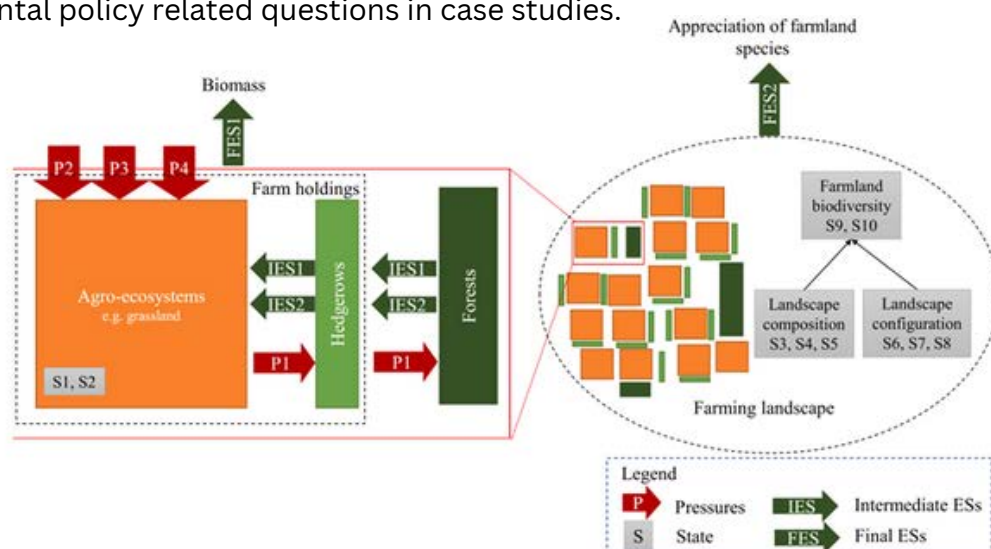 ntal policy related questions in case studies.
Appreciation of farmland
species
FES2
Biomass
FES1
P2
P3
P4
Farm holdings
Agro-ecosystems
e.g. grassland
S1, S2
IES1
IES2
P1
Hedgerows
IES1
IES2
P1
Forests
Farmland
biodiversity
S9, S10
Landscape
composition
S3, S4, S5
Landscape
configuration
S6, S7, S8
Farming landscape
Legend
P
Pressures
IES
Intermediate ESs
S
State
FES
Final ESs